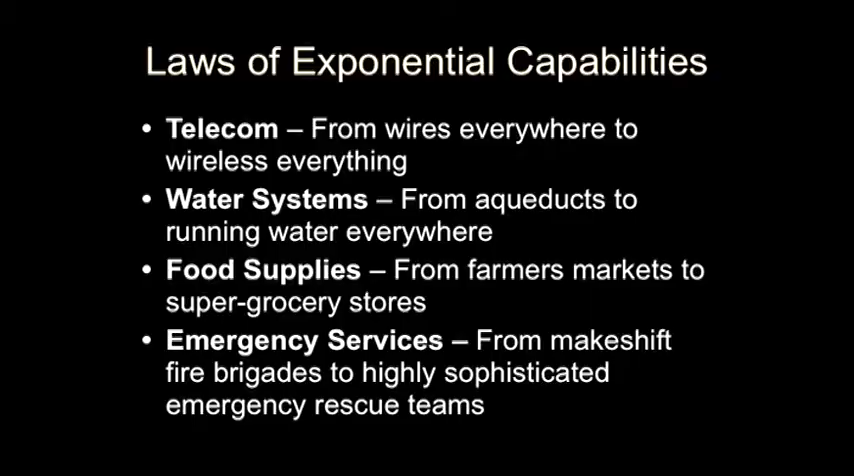 Laws of Exponential Capabilities
• Telecom – From wires everywhere to
wireless everything
• Water Systems – From aqueducts to
running water everywhere
• Food Supplies – From farmers markets to
super-grocery stores
• Emergency Services – From makeshift
fire brigades to highly sophisticated
emergency rescue teams